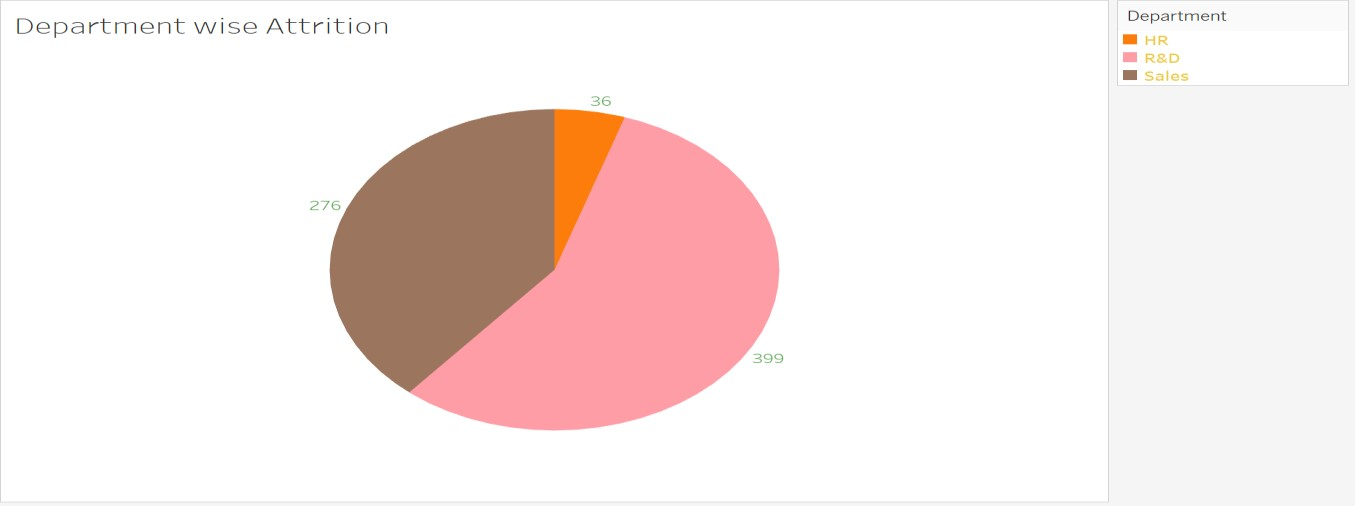 Department wise Attrition
36
276
399
Department
HR
R&D
Sales